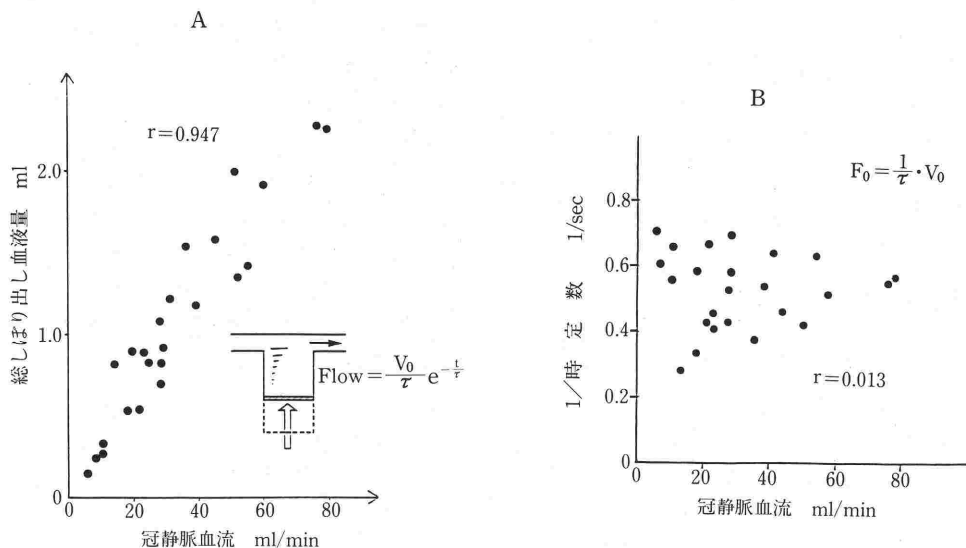 A
総しぼり出し血液量 ml
2.0
1.0
0
r=0.947
Flow=V₀/τ e^(-t/τ)
20 40 60 80
冠静脈血流 ml/min
B
1/時定数 1/sec
0.8
0.6
0.4
0.2
0
F₀=1/τ・V₀
r=0.013
0 20 40 60 80
冠静脈血流 ml/min